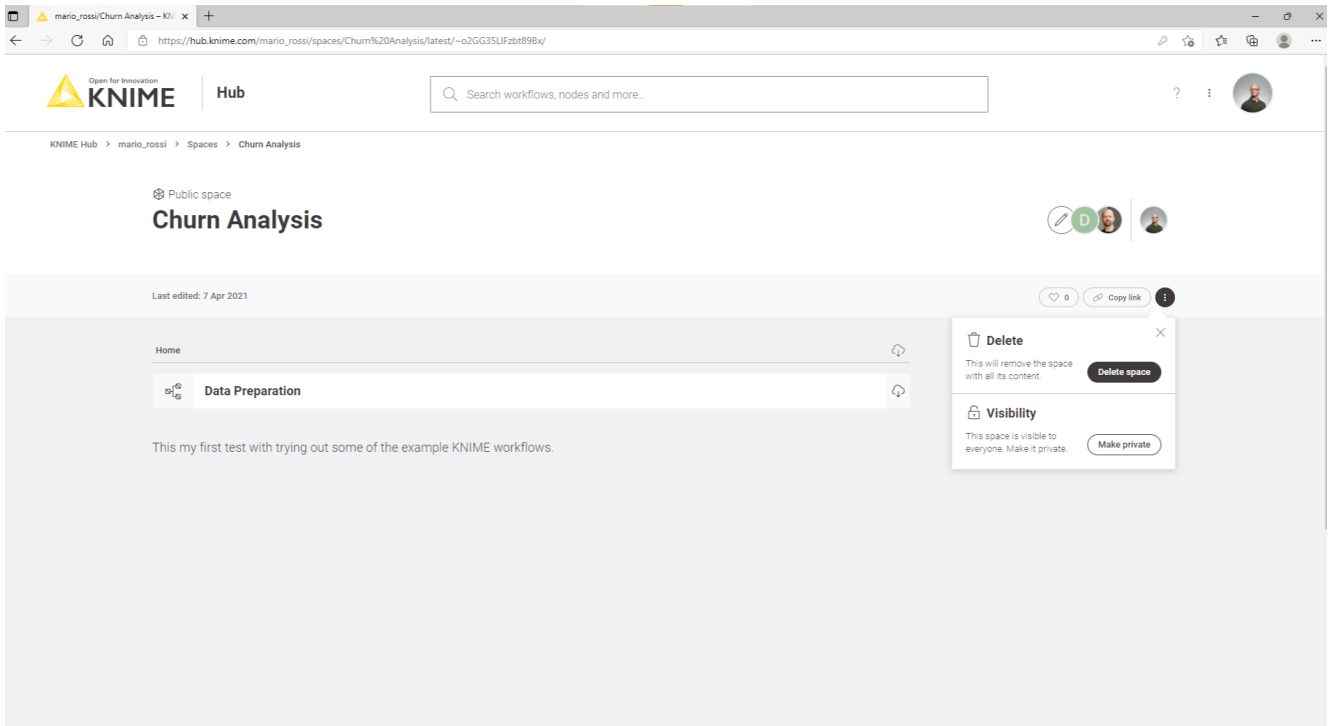 mario_rossi/Churn Analysis – KN
https://hub.knime.com/mario_rossi/spaces/Churn%20Analysis/latest/~o2GG35LlFzbt89Bx/
Open for Innovation
KNIME
Hub
Search workflows, nodes and more...
?
KNIME Hub > mario_rossi > Spaces > Churn Analysis
Public space
Churn Analysis
D
Last edited: 7 Apr 2021
0
Copy link
Home
Data Preparation
This my first test with trying out some of the example KNIME workflows.
Delete
This will remove the space
with all its content.
Delete space
Visibility
This space is visible to
everyone. Make it private.
Make private